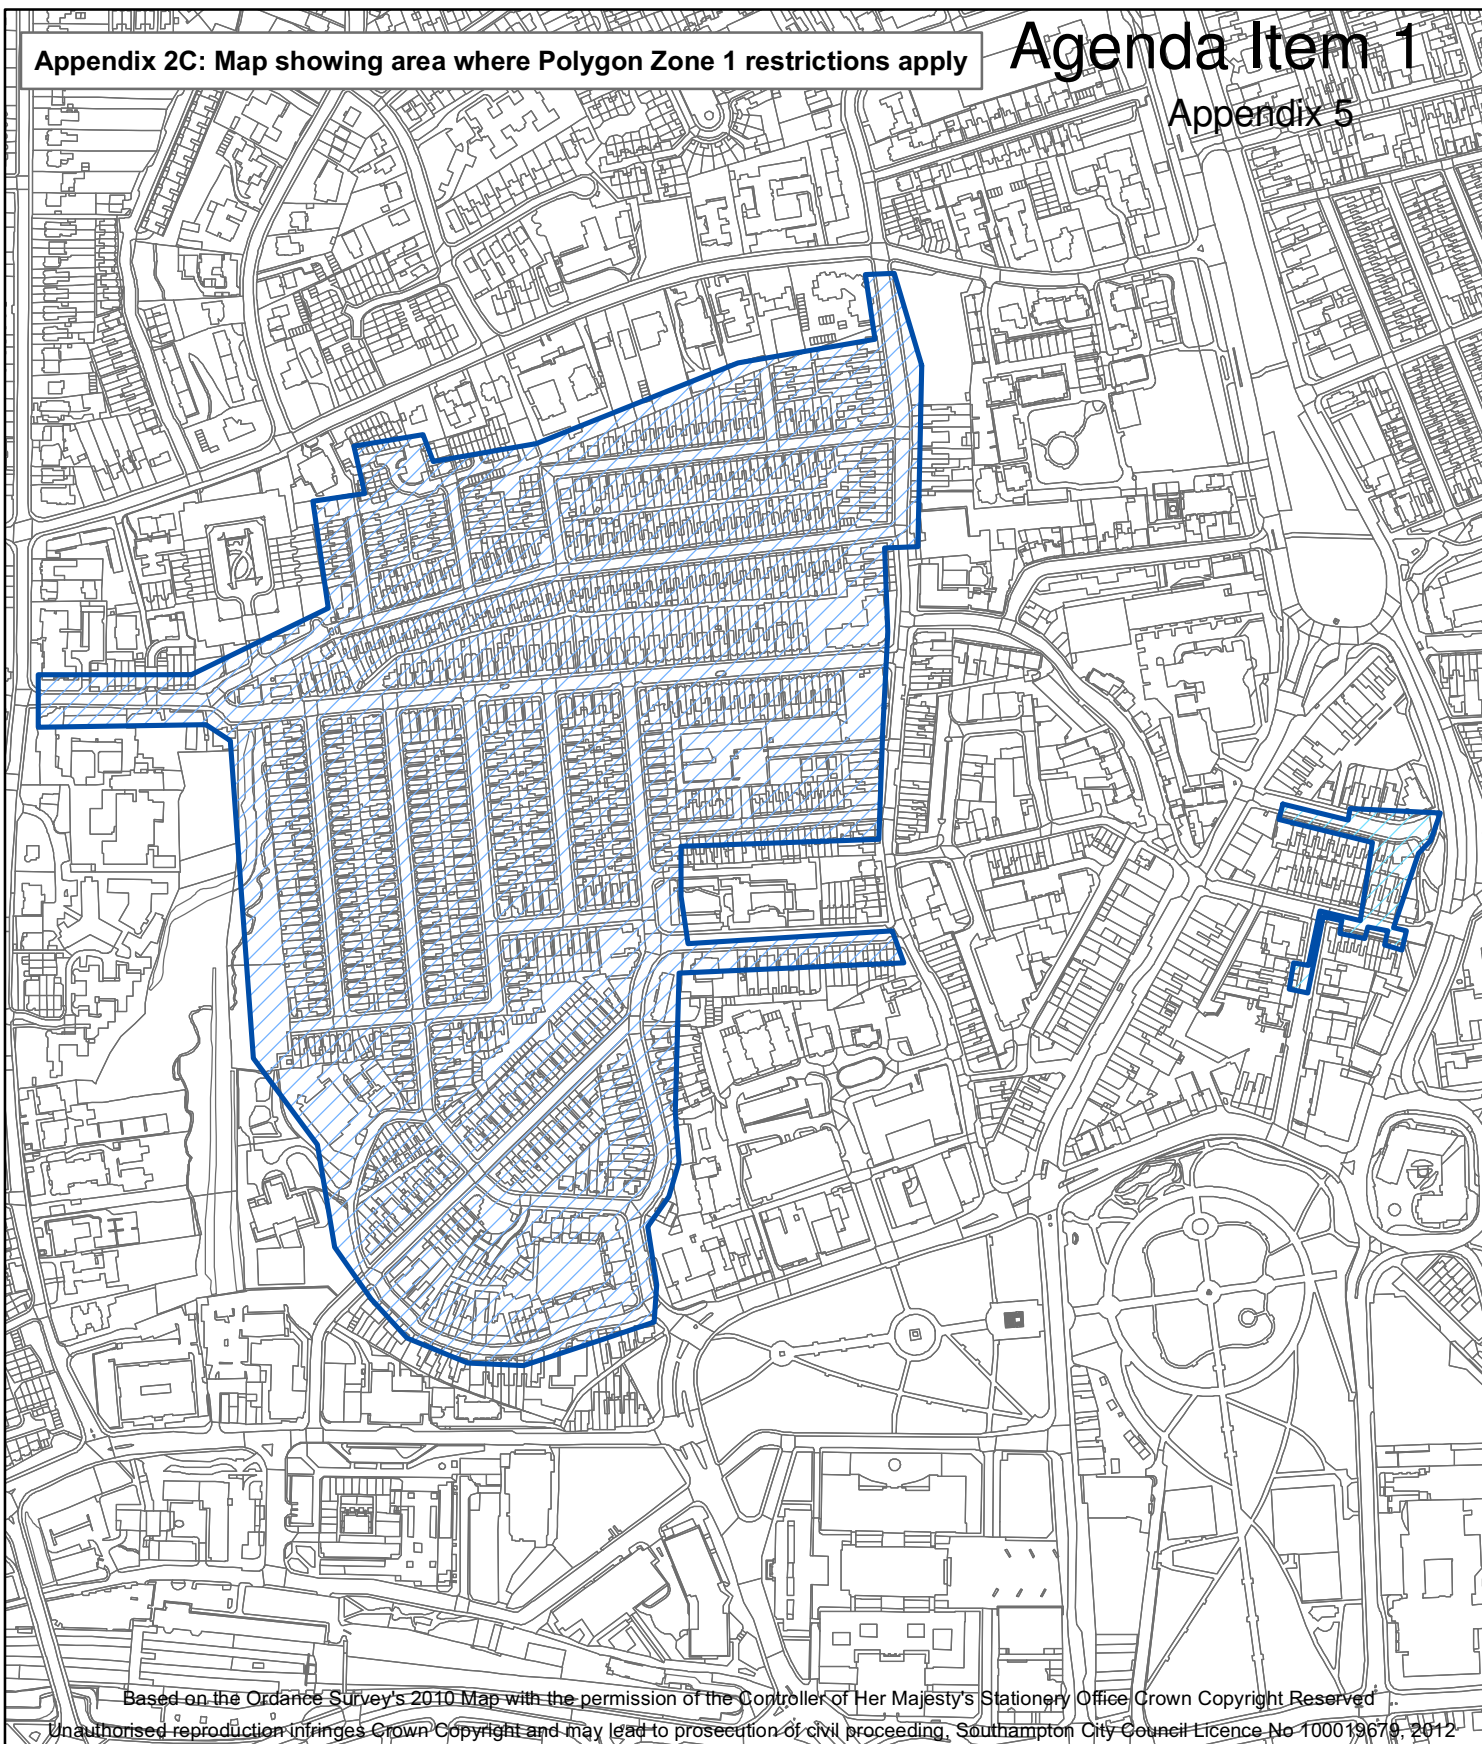 Agenda Item 1
Appendix 5
Appendix 2C: Map showing area where Polygon Zone 1 restrictions apply
Based on the Ordance Survey's 2010 Map with the permission of the Controller of Her Majesty's Stationery Office Crown Copyright Reserved
Unauthorised reproduction infringes Crown Copyright and may lead to prosecution of civil proceeding, Southampton City Council Licence No 100019679, 2012